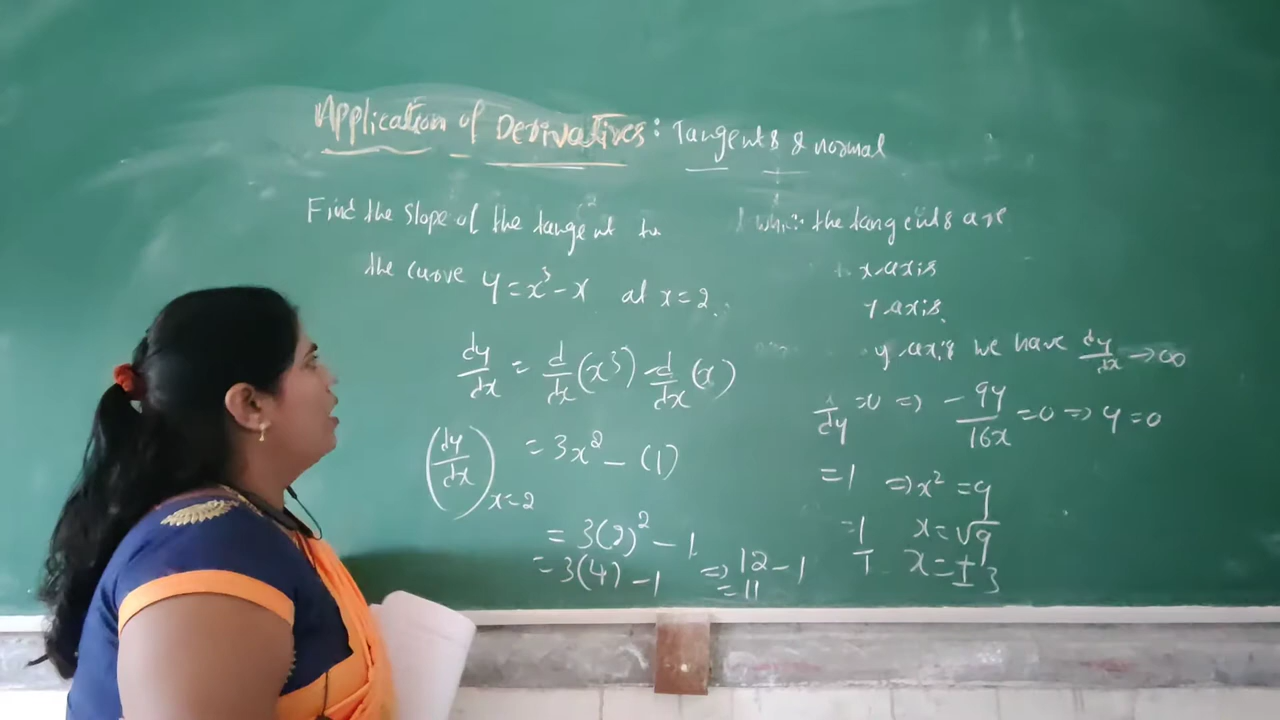 Application of Derivatives: Tangents & normal
Find the slope of the tangent to
the curve y = x³ - x at x = 2.
dy/dx = d/dx (x³) - d/dx (x)
(dy/dx) x=2 = 3x² - (1)
= 3(2)² - 1
= 3(4) - 1 => 12 - 1
= 11
the tangents are
x axis
y axis
y axis we have dy/dx → ∞
dy = 0 => - 9y/16x = 0 => y = 0
= 1 => x² = 9
= 1 x = √9
x = ± 3